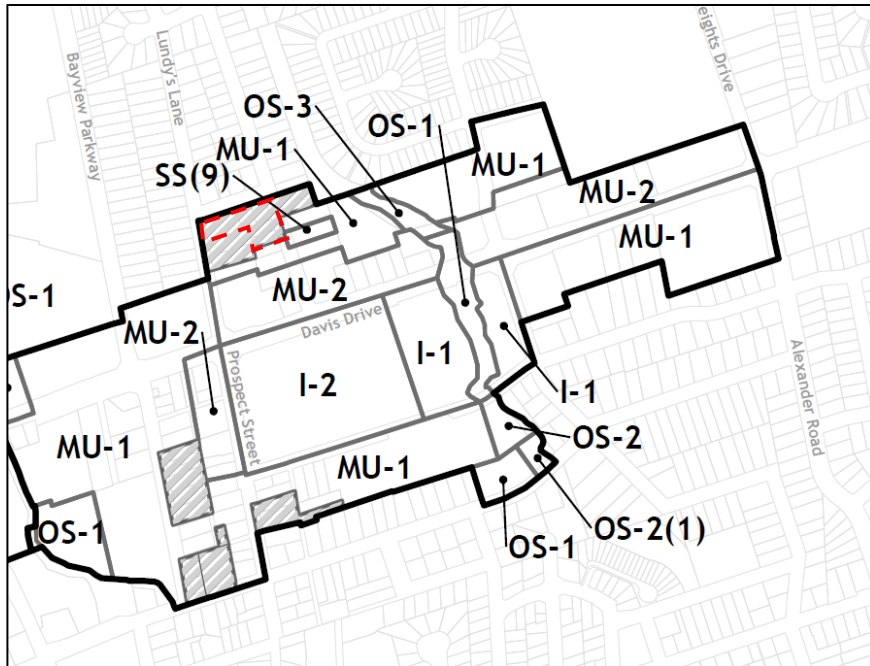 Bayview Parkway
Lundy's Lane
eights Drive
OS-3
OS-1
MU-1
MU-1
SS(9)
MU-2
MU-1
MU-2
OS-1
Davis Drive
MU-2
I-1
I-2
I-1
Prospect Street
Alexander Road
OS-2
MU-1
MU-1
OS-2(1)
OS-1
OS-1